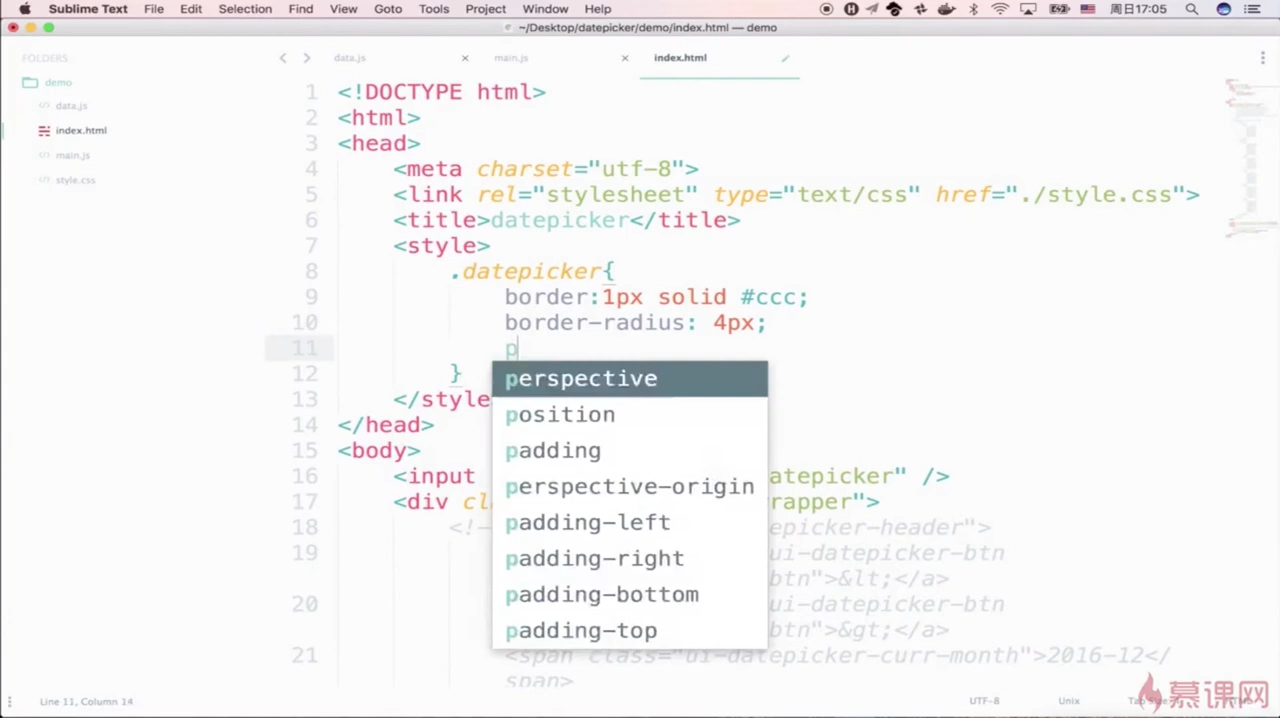 Sublime Text File Edit Selection Find View Goto Tools Project Window Help 周日17:05
~/Desktop/datepicker/demo/index.html — demo
FOLDERS
demo
data.js
index.html
main.js
style.css
data.js × main.js × index.html
1 <!DOCTYPE html>
2 <html>
3 <head>
4 <meta charset="utf-8">
5 <link rel="stylesheet" type="text/css" href="./style.css">
6 <title>datepicker</title>
7 <style>
8 .datepicker{
9 border:1px solid #ccc;
10 border-radius: 4px;
11 p
12 }
13 </style
14 </head>
15 <body>
16 <input atepicker" />
17 <div cl rapper">
18 <!- epicker-header">
19 ui-datepicker-btn
btn">&lt;</a>
20 ui-datepicker-btn
btn">&gt;</a>
21 <span class="ui-datepicker-curr-month">2016-12</
span>
perspective
position
padding
perspective-origin
padding-left
padding-right
padding-bottom
padding-top
Line 11, Column 14 UTF-8 Unix
慕课网